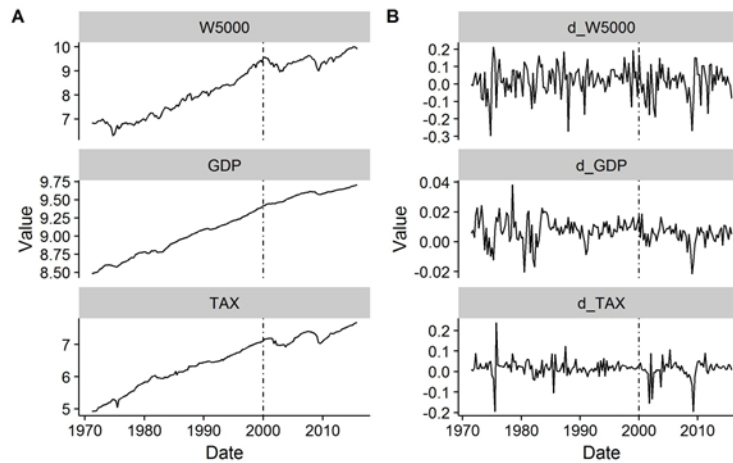 A
B
W5000
10
9
8
7
GDP
9.75
9.50
9.25
9.00
8.75
8.50
TAX
7
6
5
Value
1970 1980 1990 2000 2010
Date
d_W5000
0.2
0.1
0.0
-0.1
-0.2
-0.3
d_GDP
0.04
0.02
0.00
-0.02
d_TAX
0.2
0.1
0.0
-0.1
-0.2
Value
1970 1980 1990 2000 2010
Date